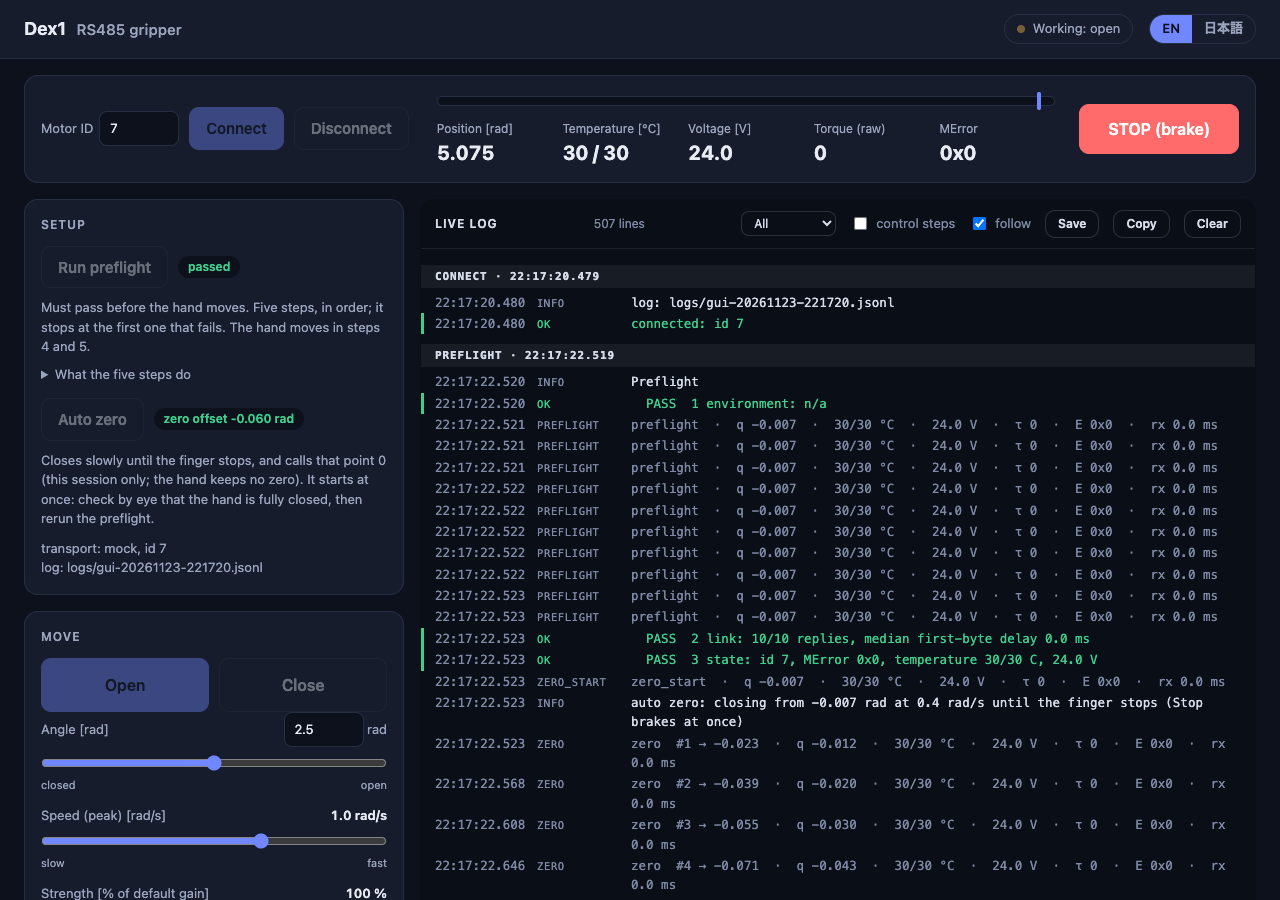 Dex1 RS485 gripper
Working: open
EN 日本語
Motor ID 7 Connect Disconnect
Position [rad] Temperature [°C] Voltage [V] Torque (raw) MError
5.075 30 / 30 24.0 0 0x0
STOP (brake)
SETUP
Run preflight passed
Must pass before the hand moves. Five steps, in order; it
stops at the first one that fails. The hand moves in steps
4 and 5.
▶ What the five steps do
Auto zero zero offset -0.060 rad
Closes slowly until the finger stops, and calls that point 0
(this session only; the hand keeps no zero). It starts at
once: check by eye that the hand is fully closed, then
rerun the preflight.
transport: mock, id 7
log: logs/gui-20261123-221720.jsonl
MOVE
Open Close
Angle [rad] 2.5 rad
closed open
Speed (peak) [rad/s] 1.0 rad/s
slow fast
Strength [% of default gain] 100 %
LIVE LOG 507 lines All control steps follow Save Copy Clear
CONNECT · 22:17:20.479
22:17:20.480 INFO log: logs/gui-20261123-221720.jsonl
22:17:20.480 OK connected: id 7
PREFLIGHT · 22:17:22.519
22:17:22.520 INFO Preflight
22:17:22.520 OK PASS 1 environment: n/a
22:17:22.521 PREFLIGHT preflight · q −0.007 · 30/30 °C · 24.0 V · τ 0 · E 0x0 · rx 0.0 ms
22:17:22.521 PREFLIGHT preflight · q −0.007 · 30/30 °C · 24.0 V · τ 0 · E 0x0 · rx 0.0 ms
22:17:22.521 PREFLIGHT preflight · q −0.007 · 30/30 °C · 24.0 V · τ 0 · E 0x0 · rx 0.0 ms
22:17:22.522 PREFLIGHT preflight · q −0.007 · 30/30 °C · 24.0 V · τ 0 · E 0x0 · rx 0.0 ms
22:17:22.522 PREFLIGHT preflight · q −0.007 · 30/30 °C · 24.0 V · τ 0 · E 0x0 · rx 0.0 ms
22:17:22.522 PREFLIGHT preflight · q −0.007 · 30/30 °C · 24.0 V · τ 0 · E 0x0 · rx 0.0 ms
22:17:22.522 PREFLIGHT preflight · q −0.007 · 30/30 °C · 24.0 V · τ 0 · E 0x0 · rx 0.0 ms
22:17:22.522 PREFLIGHT preflight · q −0.007 · 30/30 °C · 24.0 V · τ 0 · E 0x0 · rx 0.0 ms
22:17:22.523 PREFLIGHT preflight · q −0.007 · 30/30 °C · 24.0 V · τ 0 · E 0x0 · rx 0.0 ms
22:17:22.523 PREFLIGHT preflight · q −0.007 · 30/30 °C · 24.0 V · τ 0 · E 0x0 · rx 0.0 ms
22:17:22.523 OK PASS 2 link: 10/10 replies, median first-byte delay 0.0 ms
22:17:22.523 OK PASS 3 state: id 7, MError 0x0, temperature 30/30 C, 24.0 V
22:17:22.523 ZERO_START zero_start · q −0.007 · 30/30 °C · 24.0 V · τ 0 · E 0x0 · rx 0.0 ms
22:17:22.523 INFO auto zero: closing from −0.007 rad at 0.4 rad/s until the finger stops (Stop
brakes at once)
22:17:22.523 ZERO zero #1 → −0.023 · q −0.012 · 30/30 °C · 24.0 V · τ 0 · E 0x0 · rx
0.0 ms
22:17:22.568 ZERO zero #2 → −0.039 · q −0.020 · 30/30 °C · 24.0 V · τ 0 · E 0x0 · rx
0.0 ms
22:17:22.608 ZERO zero #3 → −0.055 · q −0.030 · 30/30 °C · 24.0 V · τ 0 · E 0x0 · rx
0.0 ms
22:17:22.646 ZERO zero #4 → −0.071 · q −0.043 · 30/30 °C · 24.0 V · τ 0 · E 0x0 · rx
0.0 ms